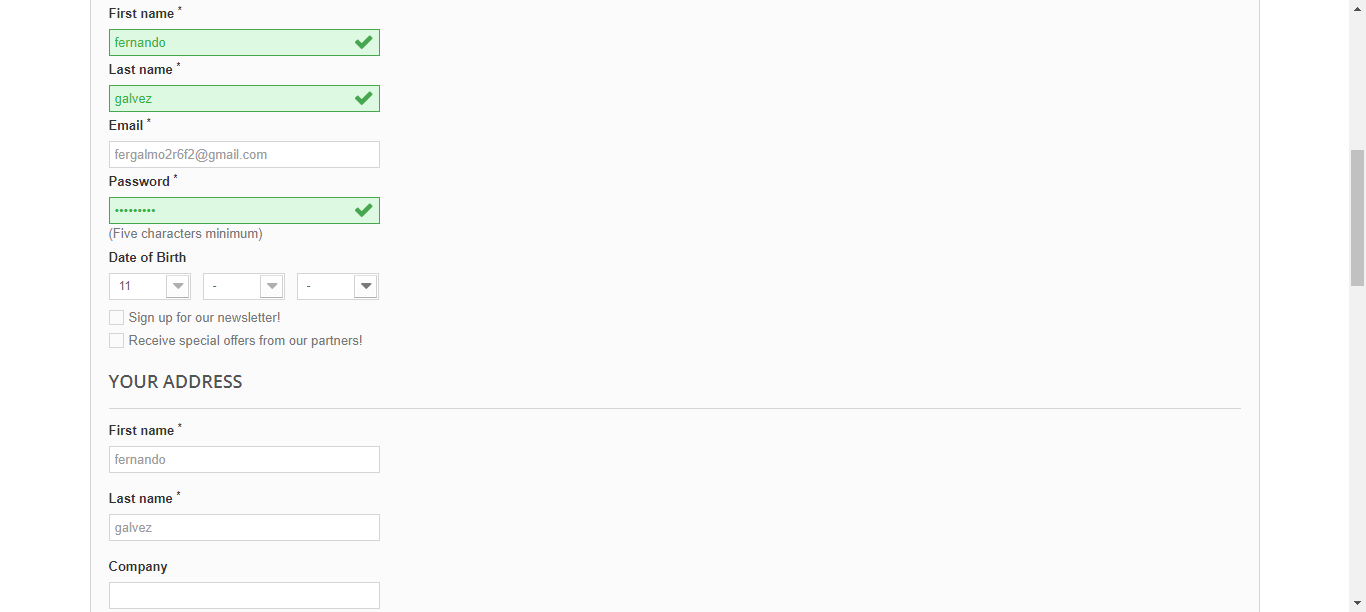 First name *
fernando
Last name *
galvez
Email *
fergalmo2r6f2@gmail.com
Password *
•••••••••
(Five characters minimum)
Date of Birth
11 - -
Sign up for our newsletter!
Receive special offers from our partners!
YOUR ADDRESS
First name *
fernando
Last name *
galvez
Company